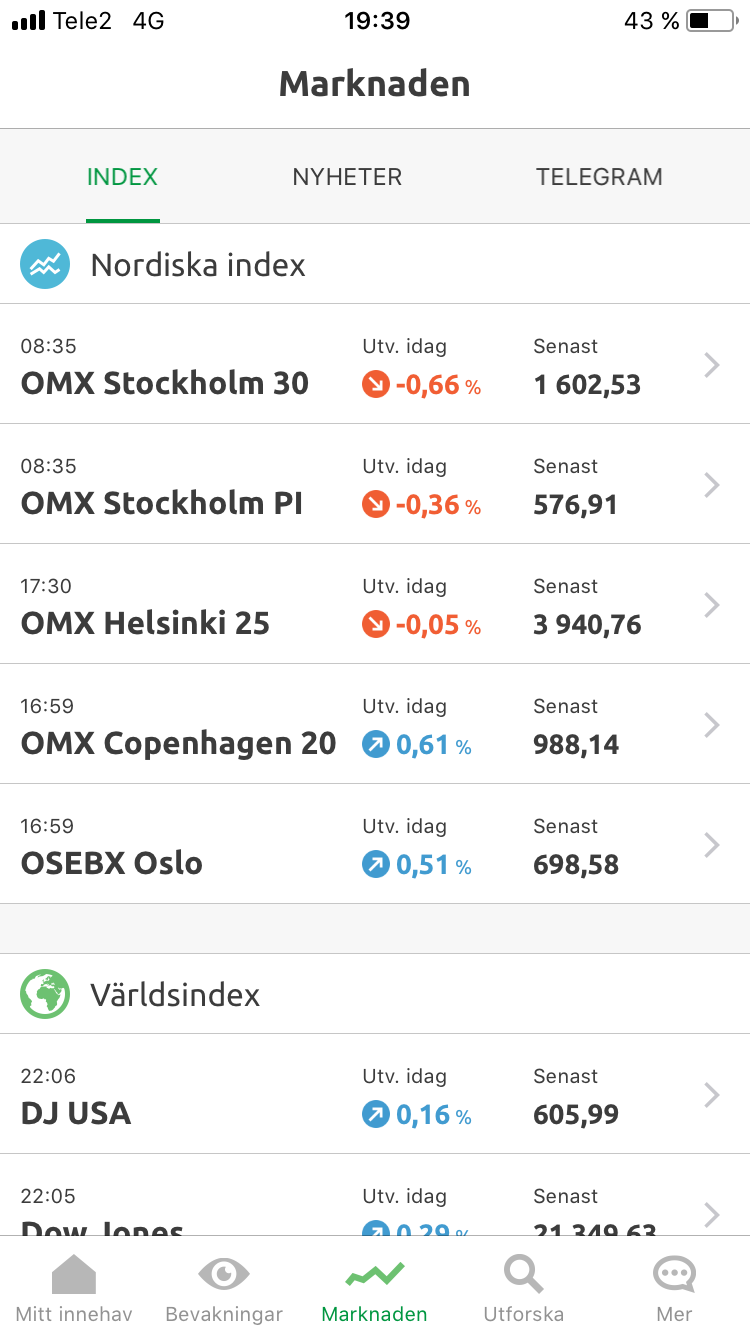 Tele2 4G 19:39 43 %
Marknaden
INDEX NYHETER TELEGRAM
Nordiska index
08:35 Utv. idag Senast
OMX Stockholm 30 -0,66 % 1 602,53
08:35 Utv. idag Senast
OMX Stockholm PI -0,36 % 576,91
17:30 Utv. idag Senast
OMX Helsinki 25 -0,05 % 3 940,76
16:59 Utv. idag Senast
OMX Copenhagen 20 0,61 % 988,14
16:59 Utv. idag Senast
OSEBX Oslo 0,51 % 698,58
Världsindex
22:06 Utv. idag Senast
DJ USA 0,16 % 605,99
22:05 Utv. idag Senast
Dow Jones 0,29 % 21 349,63
Mitt innehav Bevakningar Marknaden Utforska Mer